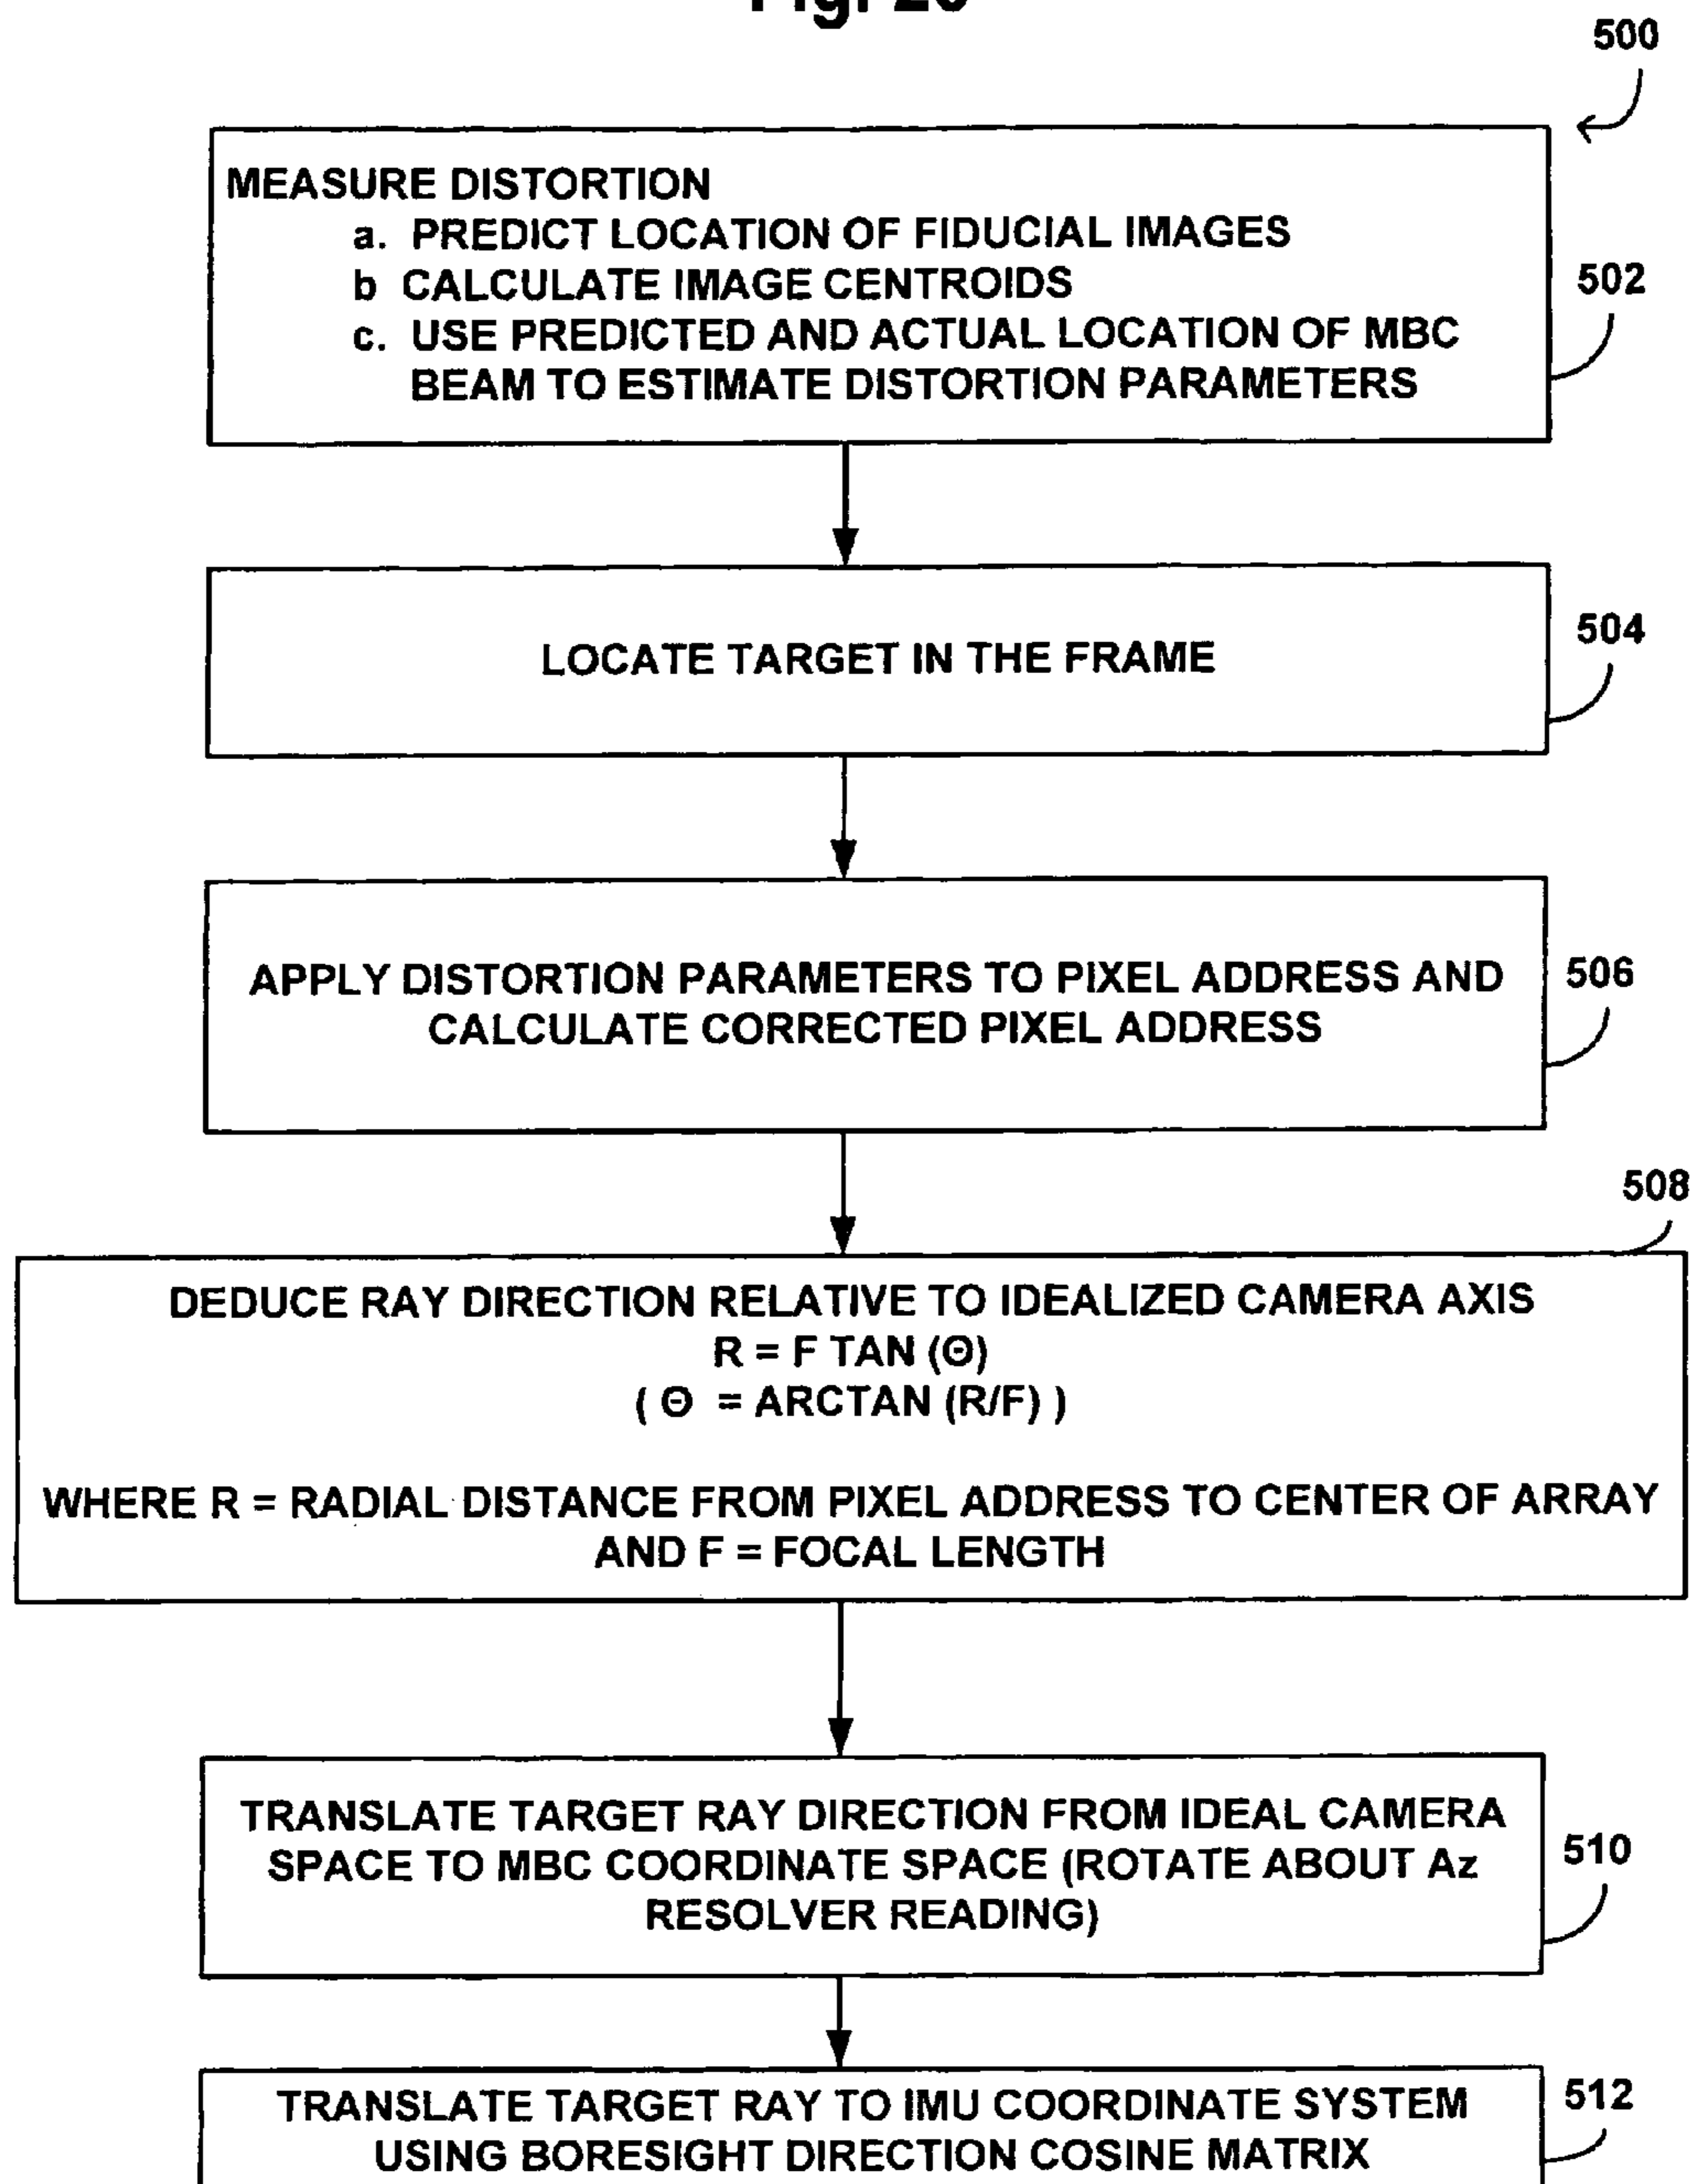 500
MEASURE DISTORTION
a. PREDICT LOCATION OF FIDUCIAL IMAGES
b CALCULATE IMAGE CENTROIDS
c. USE PREDICTED AND ACTUAL LOCATION OF MBC
BEAM TO ESTIMATE DISTORTION PARAMETERS
502
LOCATE TARGET IN THE FRAME
504
APPLY DISTORTION PARAMETERS TO PIXEL ADDRESS AND
CALCULATE CORRECTED PIXEL ADDRESS
506
508
DEDUCE RAY DIRECTION RELATIVE TO IDEALIZED CAMERA AXIS
R = F TAN (Θ)
( Θ = ARCTAN (R/F) )
WHERE R = RADIAL DISTANCE FROM PIXEL ADDRESS TO CENTER OF ARRAY
AND F = FOCAL LENGTH
TRANSLATE TARGET RAY DIRECTION FROM IDEAL CAMERA
SPACE TO MBC COORDINATE SPACE (ROTATE ABOUT Az
RESOLVER READING)
510
TRANSLATE TARGET RAY TO IMU COORDINATE SYSTEM
USING BORESIGHT DIRECTION COSINE MATRIX
512